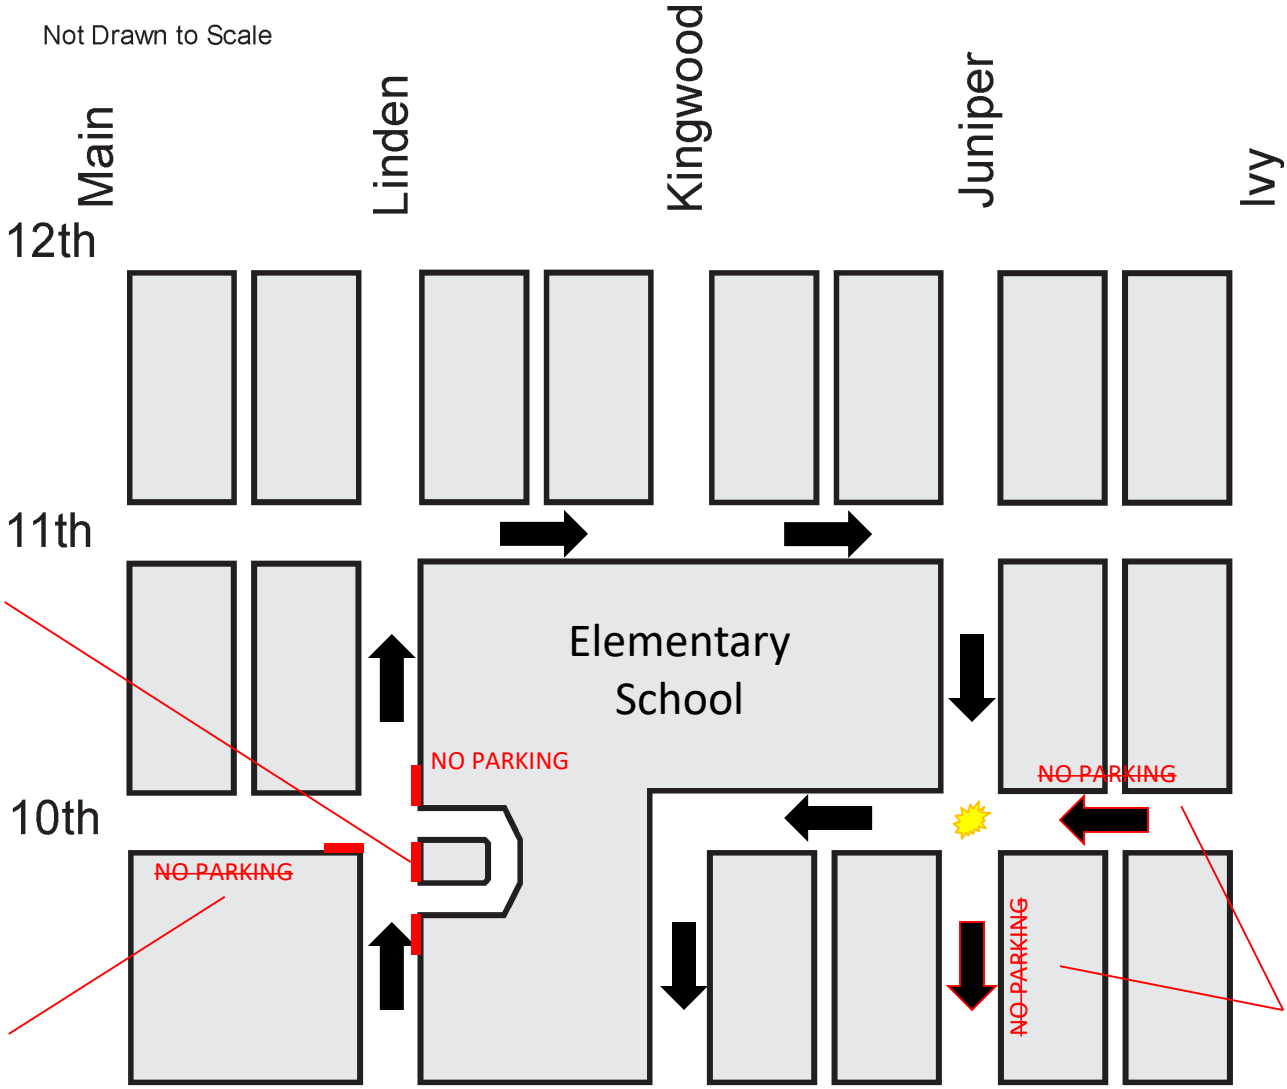 Not Drawn to Scale
Main
Linden
Kingwood
Juniper
Ivy
12th
11th
Elementary
School
NO PARKING
NO PARKING
10th
NO PARKING
NO PARKING